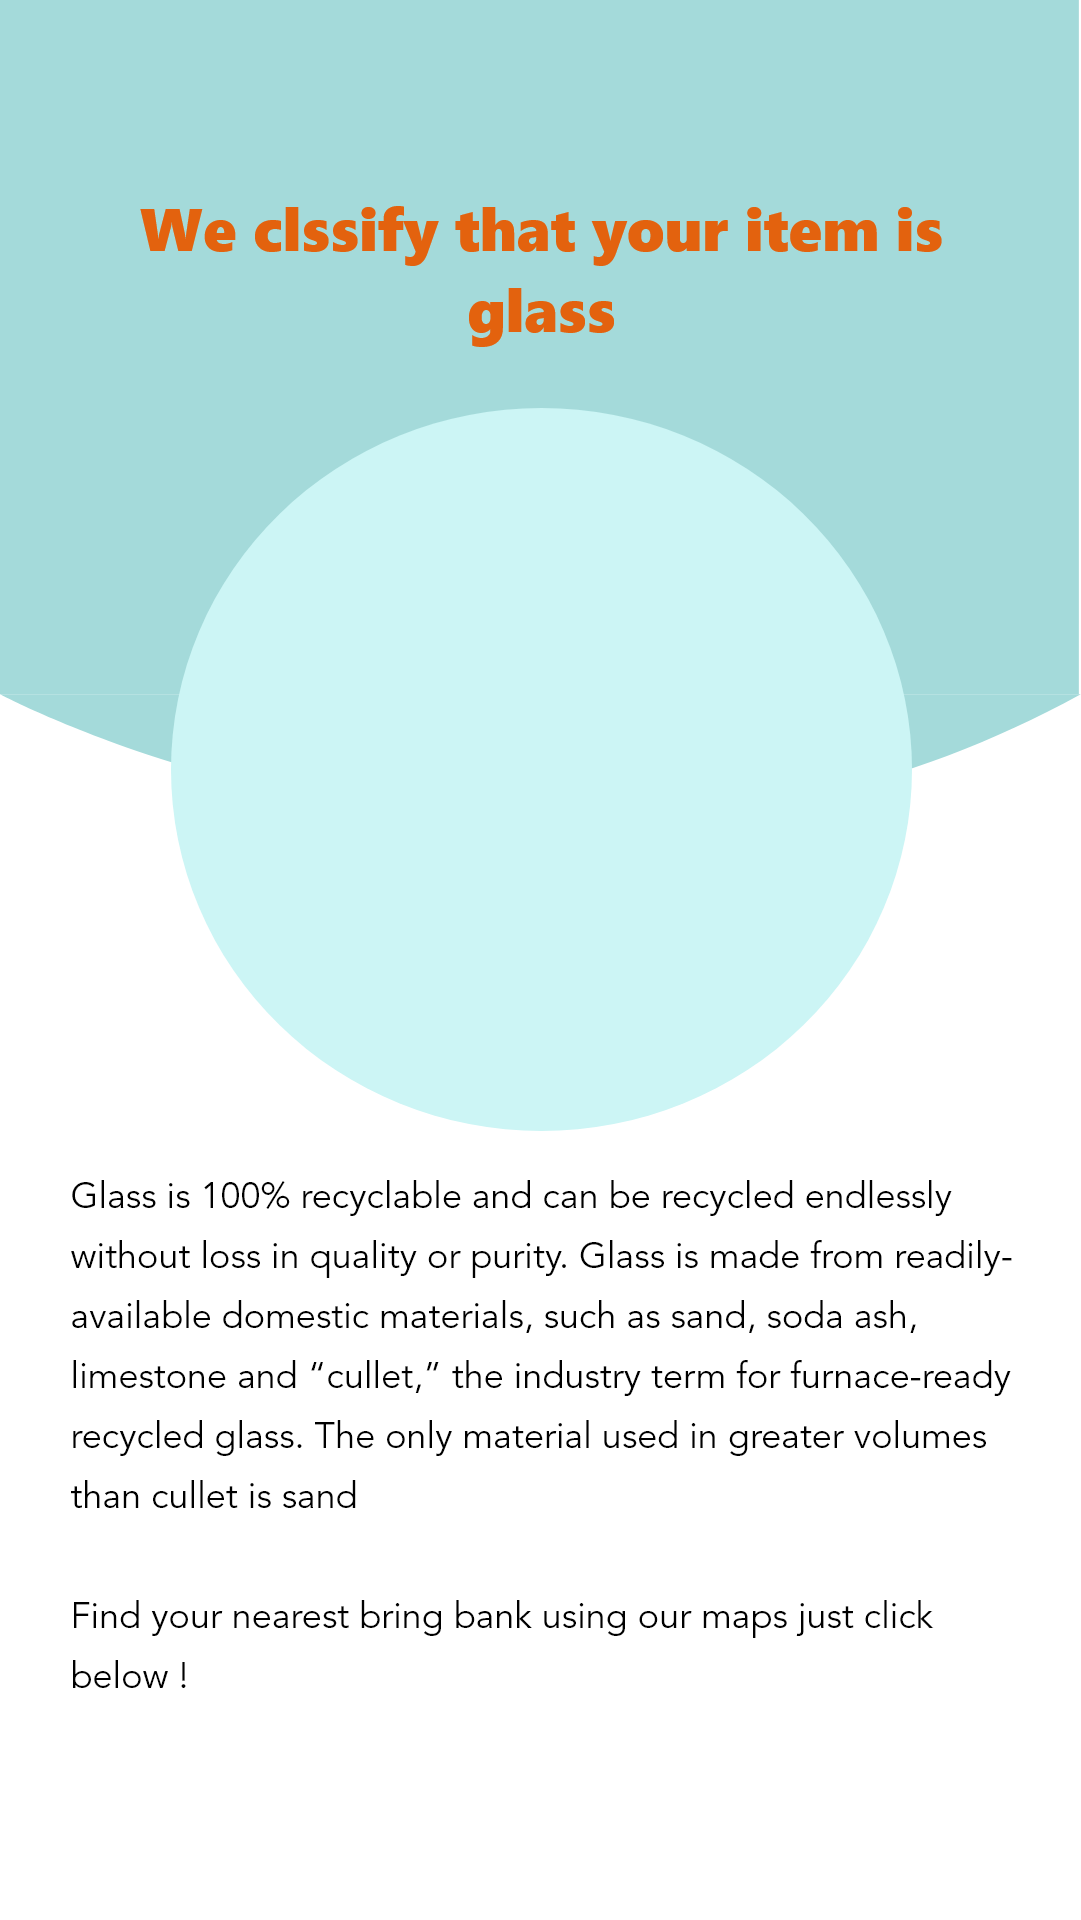 We clssify that your item is
glass
Glass is 100% recyclable and can be recycled endlessly
without loss in quality or purity. Glass is made from readily-
available domestic materials, such as sand, soda ash,
limestone and “cullet,” the industry term for furnace-ready
recycled glass. The only material used in greater volumes
than cullet is sand
Find your nearest bring bank using our maps just click
below !